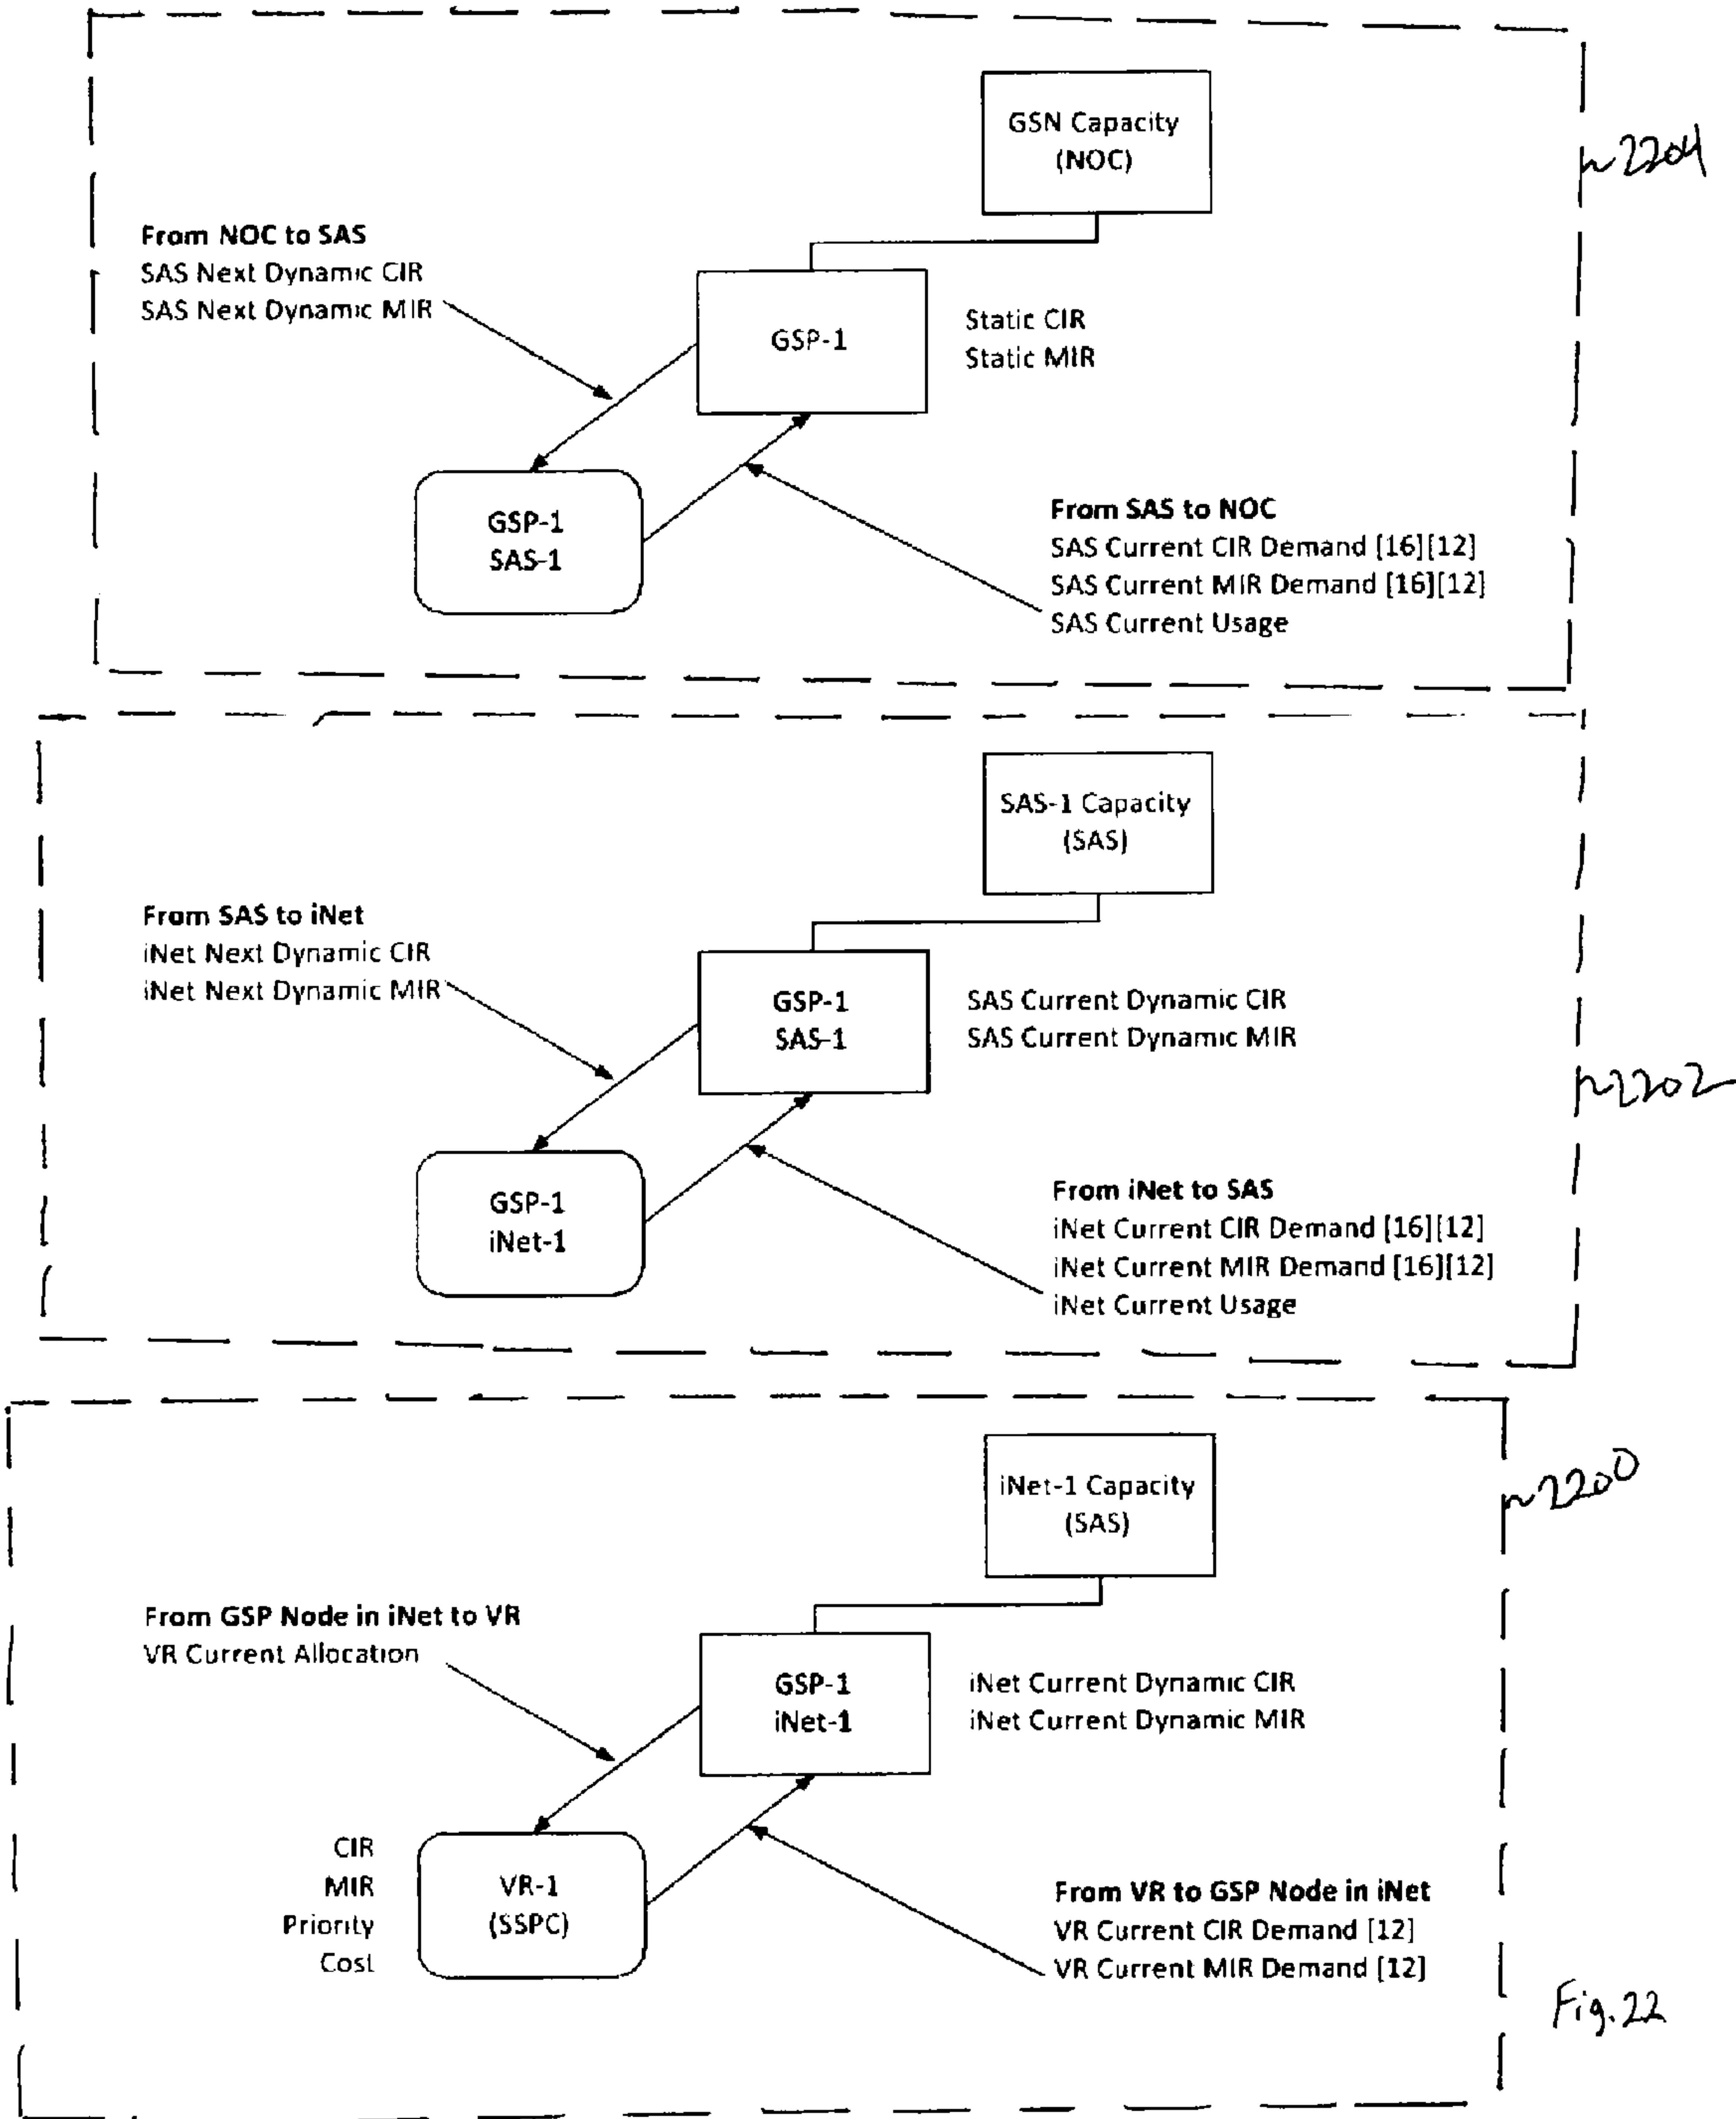 GSN Capacity
(NOC)
2204
From NOC to SAS
SAS Next Dynamic CIR
SAS Next Dynamic MIR
GSP-1
Static CIR
Static MIR
GSP-1
SAS-1
From SAS to NOC
SAS Current CIR Demand [16][12]
SAS Current MIR Demand [16][12]
SAS Current Usage
SAS-1 Capacity
(SAS)
From SAS to iNet
iNet Next Dynamic CIR
iNet Next Dynamic MIR
GSP-1
SAS-1
SAS Current Dynamic CIR
SAS Current Dynamic MIR
2202
GSP-1
iNet-1
From iNet to SAS
iNet Current CIR Demand [16][12]
iNet Current MIR Demand [16][12]
iNet Current Usage
iNet-1 Capacity
(SAS)
2200
From GSP Node in iNet to VR
VR Current Allocation
GSP-1
iNet-1
iNet Current Dynamic CIR
iNet Current Dynamic MIR
CIR
MIR
Priority
Cost
VR-1
(SSPC)
From VR to GSP Node in iNet
VR Current CIR Demand [12]
VR Current MIR Demand [12]
Fig.22